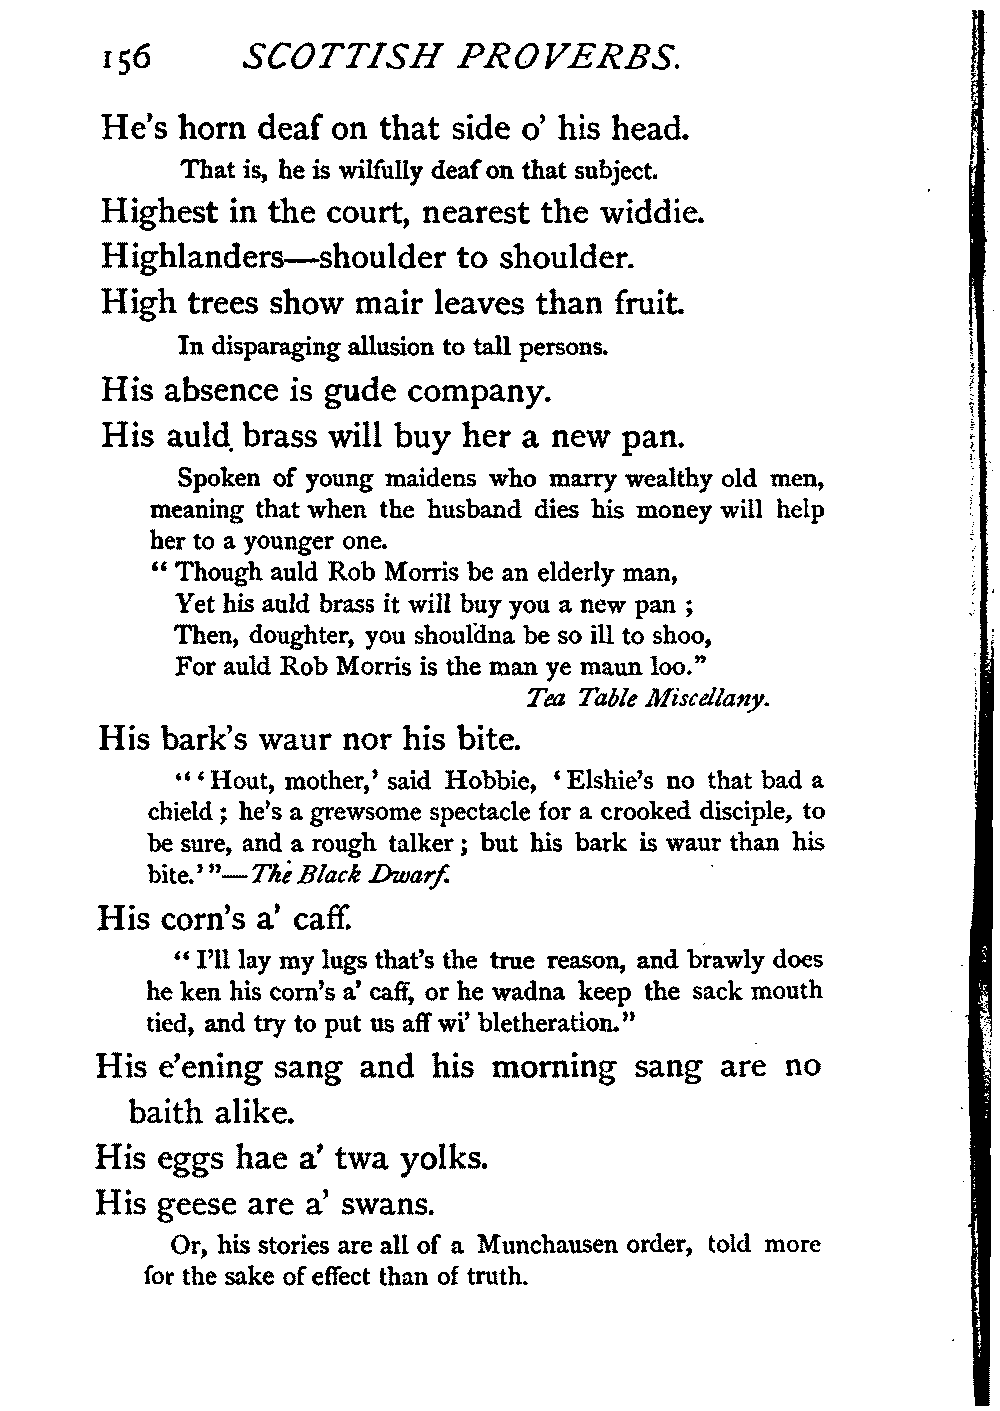 156 SCOTTISH PROVERBS.
He's horn deaf on that side o' his head.
That is, he is wilfully deaf on that subject.
Highest in the court, nearest the widdie.
Highlanders—shoulder to shoulder.
High trees show mair leaves than fruit.
In disparaging allusion to tall persons.
His absence is gude company.
His auld brass will buy her a new pan.
Spoken of young maidens who marry wealthy old men,
meaning that when the husband dies his money will help
her to a younger one.
“ Though auld Rob Morris be an elderly man,
Yet his auld brass it will buy you a new pan ;
Then, doughter, you shouldna be so ill to shoo,
For auld Rob Morris is the man ye maun loo.”
Tea Table Miscellany.
His bark's waur nor his bite.
“ ‘ Hout, mother,’ said Hobbie, ‘ Elshie's no that bad a
chield ; he's a grewsome spectacle for a crooked disciple, to
be sure, and a rough talker ; but his bark is waur than his
bite.’ ”—The Black Dwarf.
His corn's a' caff.
“ I'll lay my lugs that's the true reason, and brawly does
he ken his corn's a' caff, or he wadna keep the sack mouth
tied, and try to put us aff wi' bletheration.”
His e'ening sang and his morning sang are no
baith alike.
His eggs hae a' twa yolks.
His geese are a' swans.
Or, his stories are all of a Munchausen order, told more
for the sake of effect than of truth.